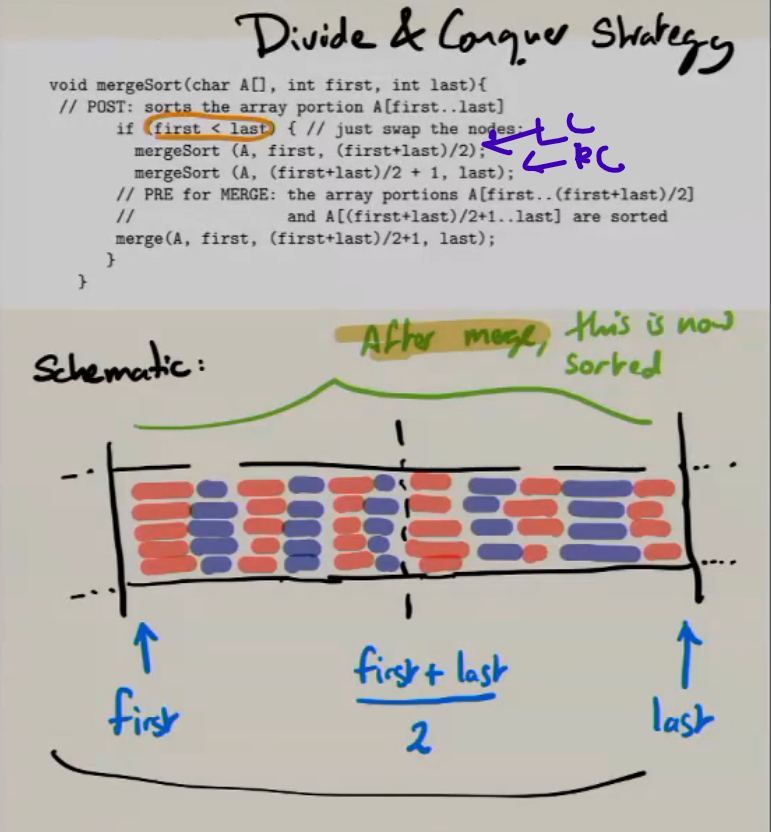 Divide & Conquer Strategy
void mergeSort(char A[], int first, int last){
// POST: sorts the array portion A[first..last]
if (first < last) { // just swap the nodes;
mergeSort (A, first, (first+last)/2);
LC
mergeSort (A, (first+last)/2 + 1, last);
RC
// PRE for MERGE: the array portions A[first..(first+last)/2]
// and A[(first+last)/2+1..last] are sorted
merge(A, first, (first+last)/2+1, last);
}
}
After merge, this is now
sorted
Schematic:
first
first + last
2
last